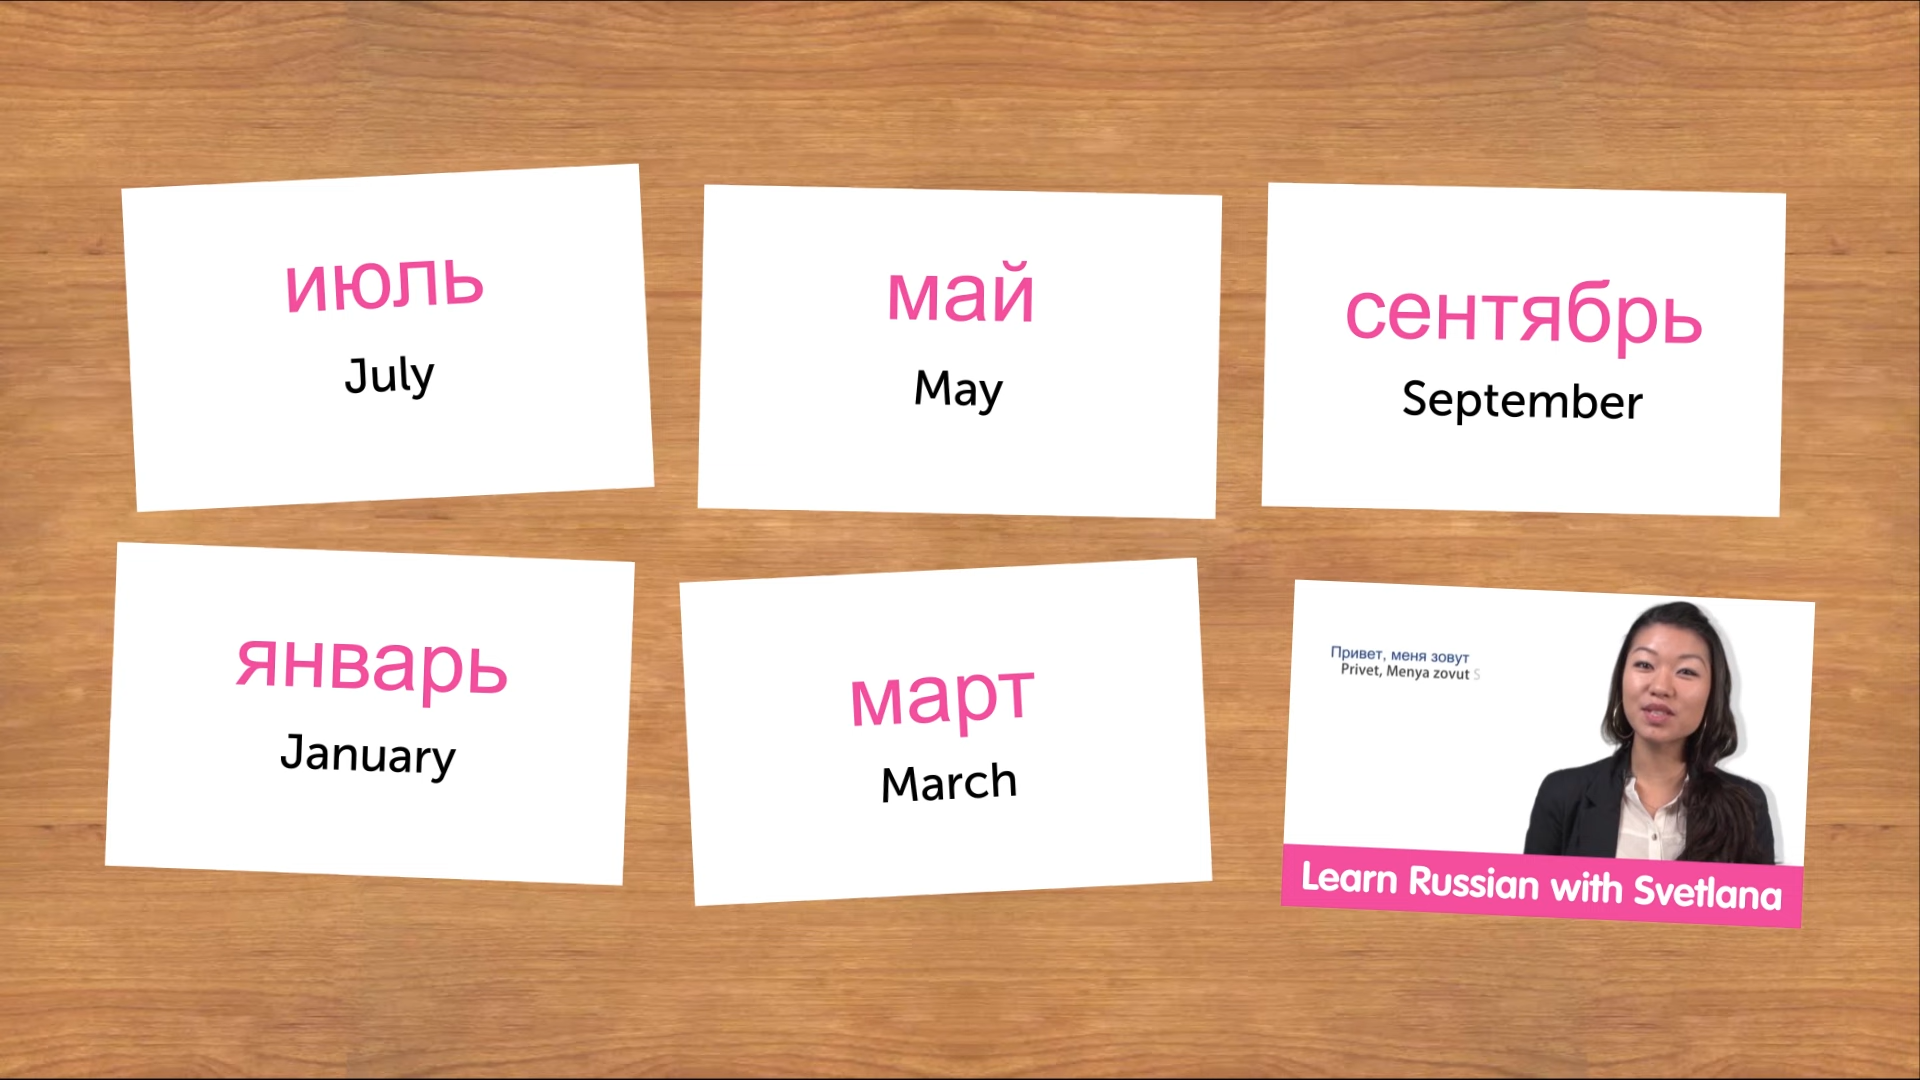 июль
July
май
May
сентябрь
September
январь
January
март
March
Привет, меня зовут
Privet, Menya zovut S
Learn Russian with Svetlana